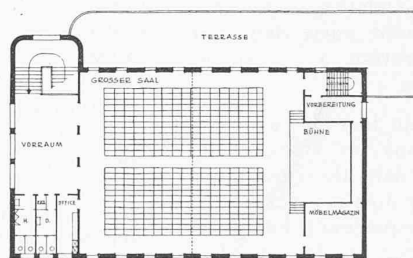 TERRASSE
GROSSER SAAL
VORBEREITUNG
BÜHNE
VORRAUM
MÖBELMAGAZIN
OFFICE
H.
D.